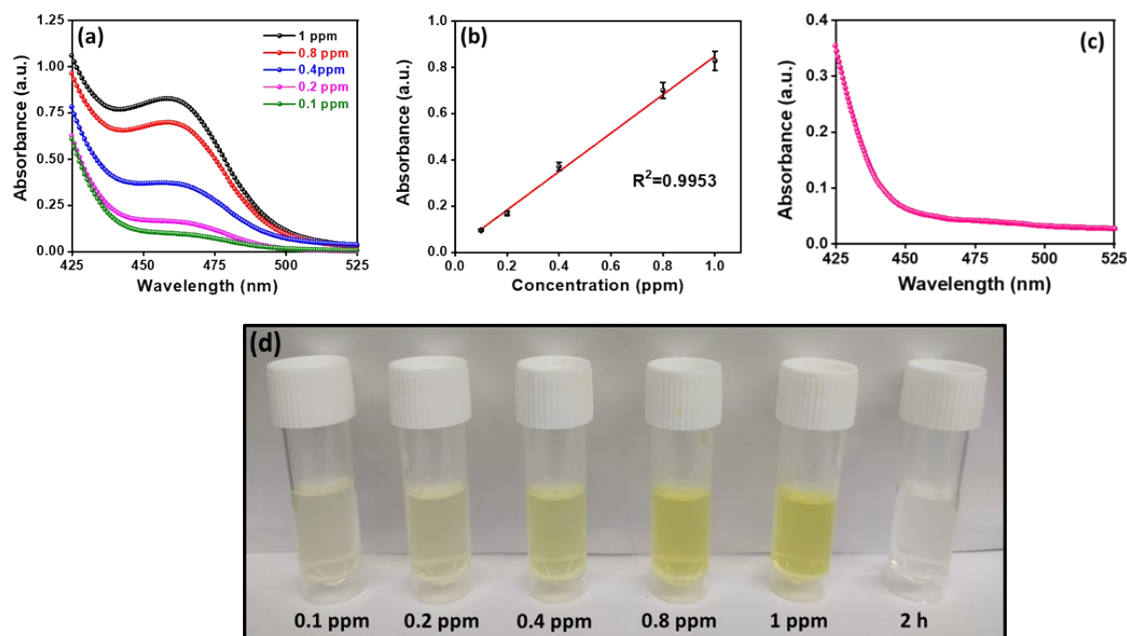 (a)
1 ppm
0.8 ppm
0.4ppm
0.2 ppm
0.1 ppm
Absorbance (a.u.)
1.25
1.00
0.75
0.50
0.25
0.00
425 450 475 500 525
Wavelength (nm)
(b)
R²=0.9953
Absorbance (a.u.)
1.0
0.8
0.6
0.4
0.2
0.0
0.0 0.2 0.4 0.6 0.8 1.0
Concentration (ppm)
(c)
Absorbance (a.u.)
0.4
0.3
0.2
0.1
0.0
425 450 475 500 525
Wavelength (nm)
(d)
0.1 ppm 0.2 ppm 0.4 ppm 0.8 ppm 1 ppm 2 h